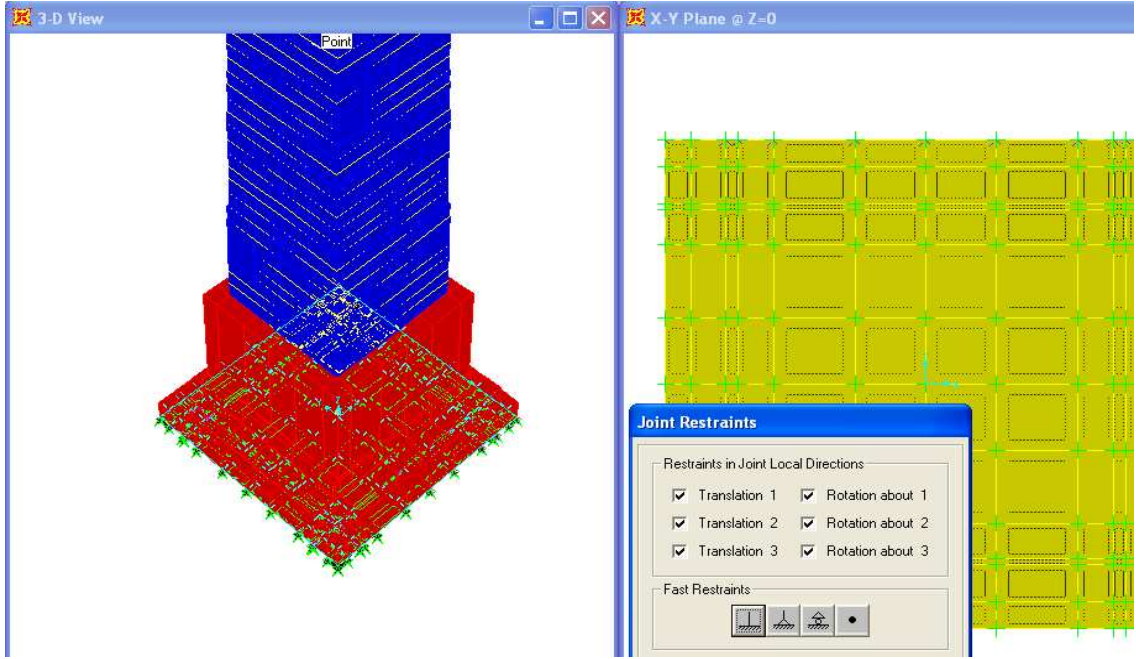 3-D View
Point
X-Y Plane @ Z=0
Joint Restraints
Restraints in Joint Local Directions
Translation 1 Rotation about 1
Translation 2 Rotation about 2
Translation 3 Rotation about 3
Fast Restraints